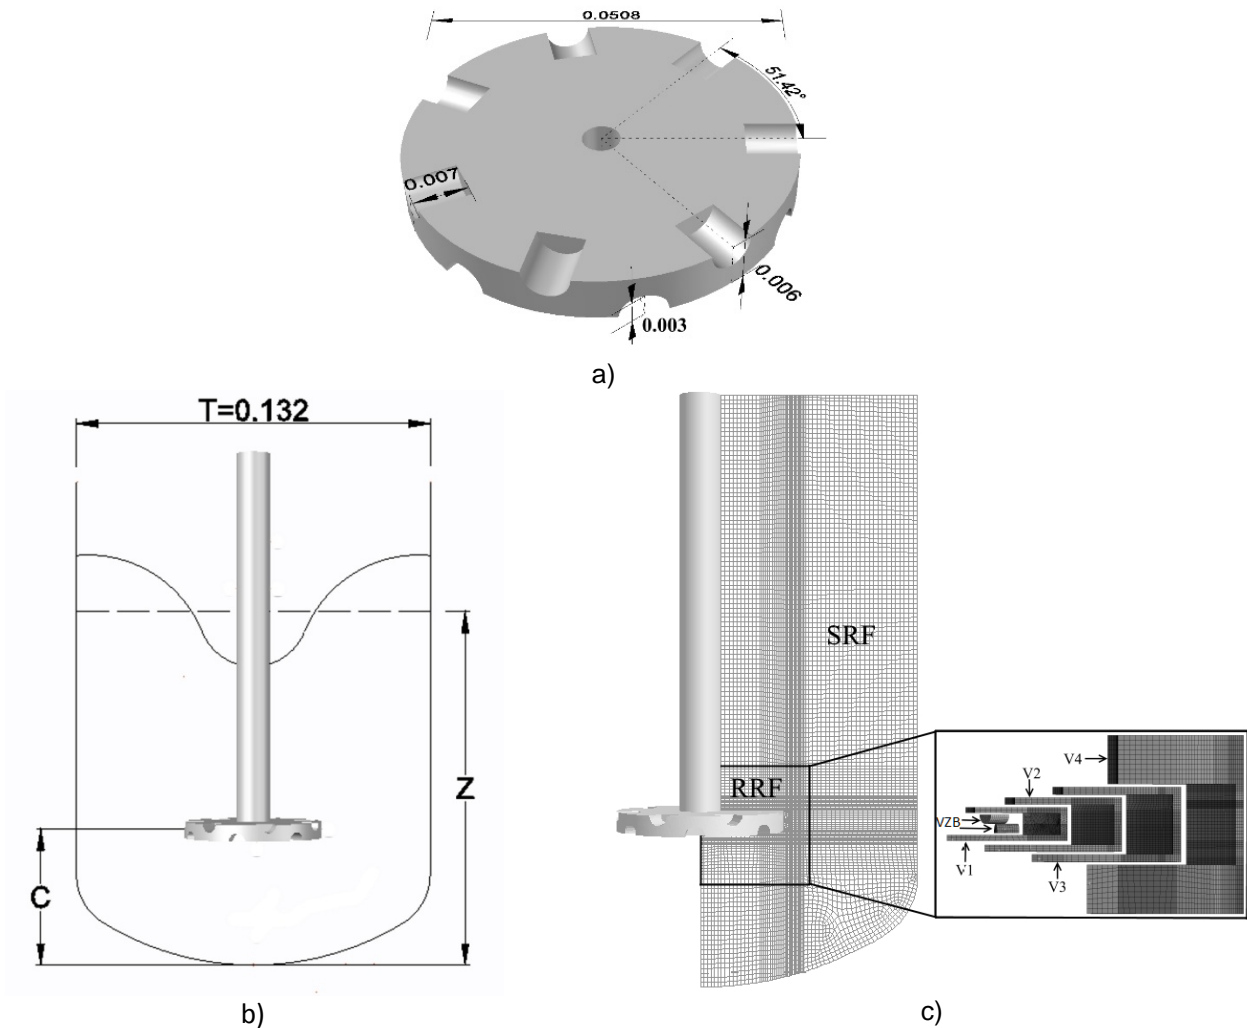 0.0508
51.42°
0.007
0.006
0.003
a)
T=0.132
Z
C
b)
SRF
RRF
V4
V2
VZB
V1
V3
c)